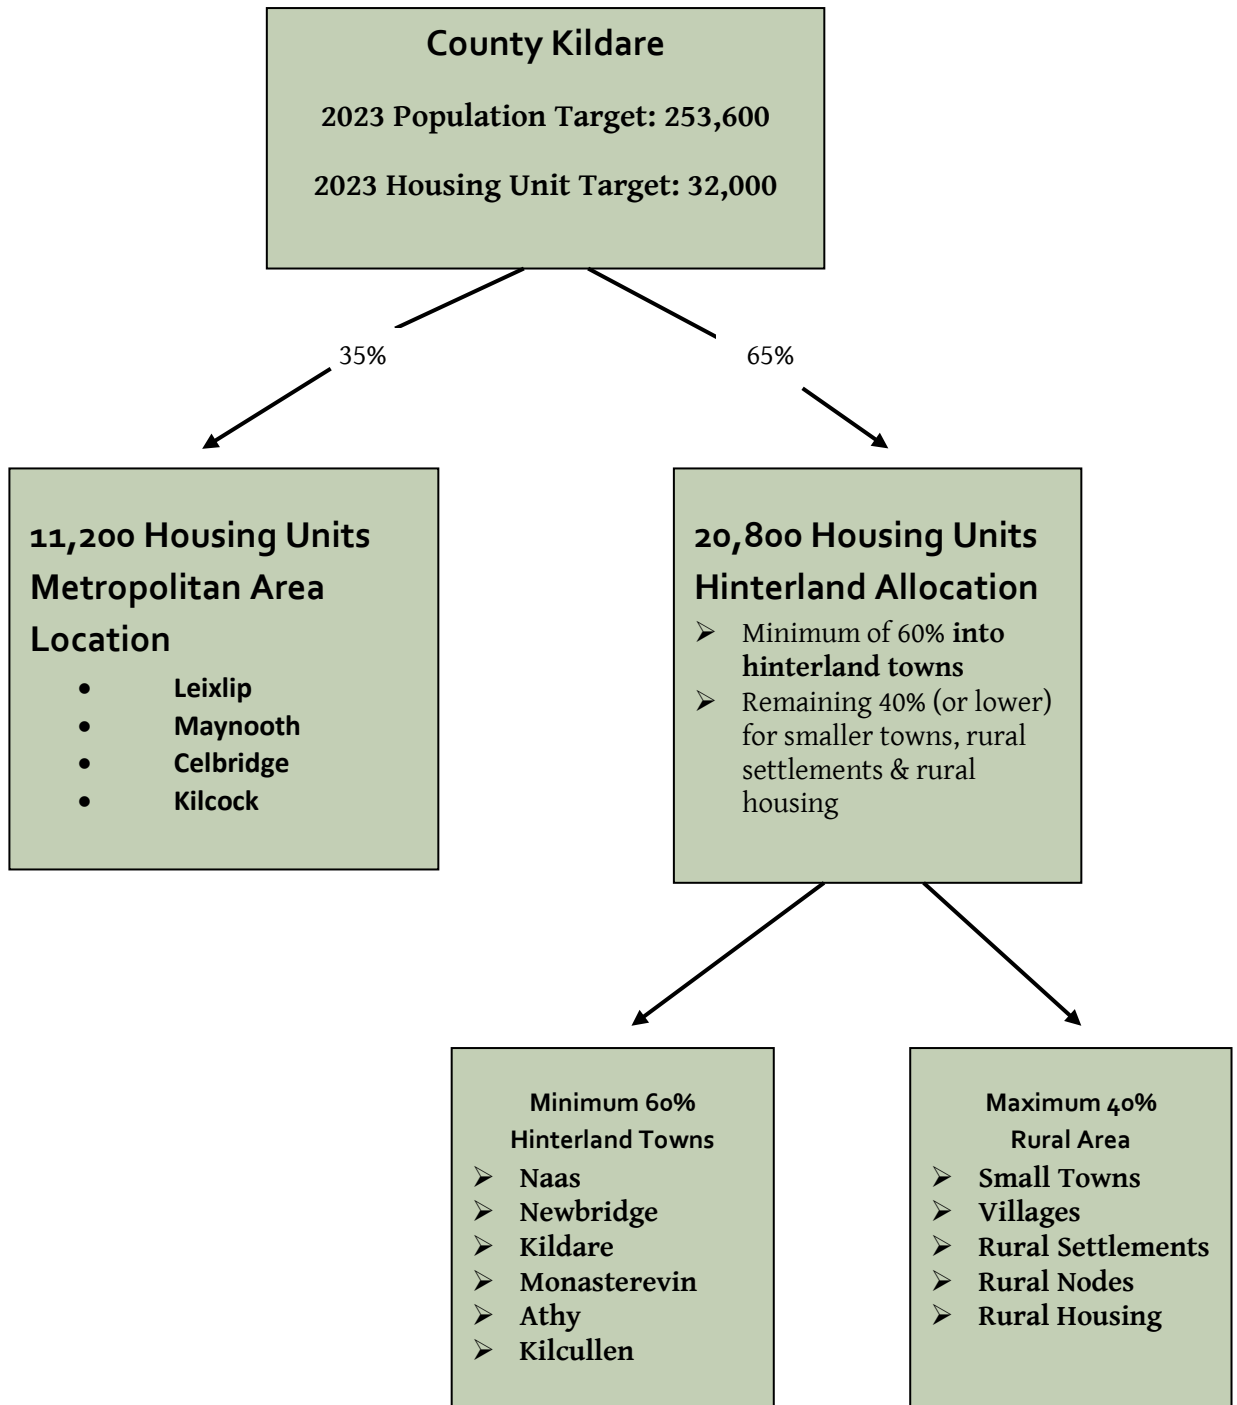 County Kildare
2023 Population Target: 253,600
2023 Housing Unit Target: 32,000
35%
65%
11,200 Housing Units
Metropolitan Area
Location
• Leixlip
• Maynooth
• Celbridge
• Kilcock
20,800 Housing Units
Hinterland Allocation
➢ Minimum of 60% into
hinterland towns
➢ Remaining 40% (or lower)
for smaller towns, rural
settlements & rural
housing
Minimum 60%
Hinterland Towns
➢ Naas
➢ Newbridge
➢ Kildare
➢ Monasterevin
➢ Athy
➢ Kilcullen
Maximum 40%
Rural Area
➢ Small Towns
➢ Villages
➢ Rural Settlements
➢ Rural Nodes
➢ Rural Housing